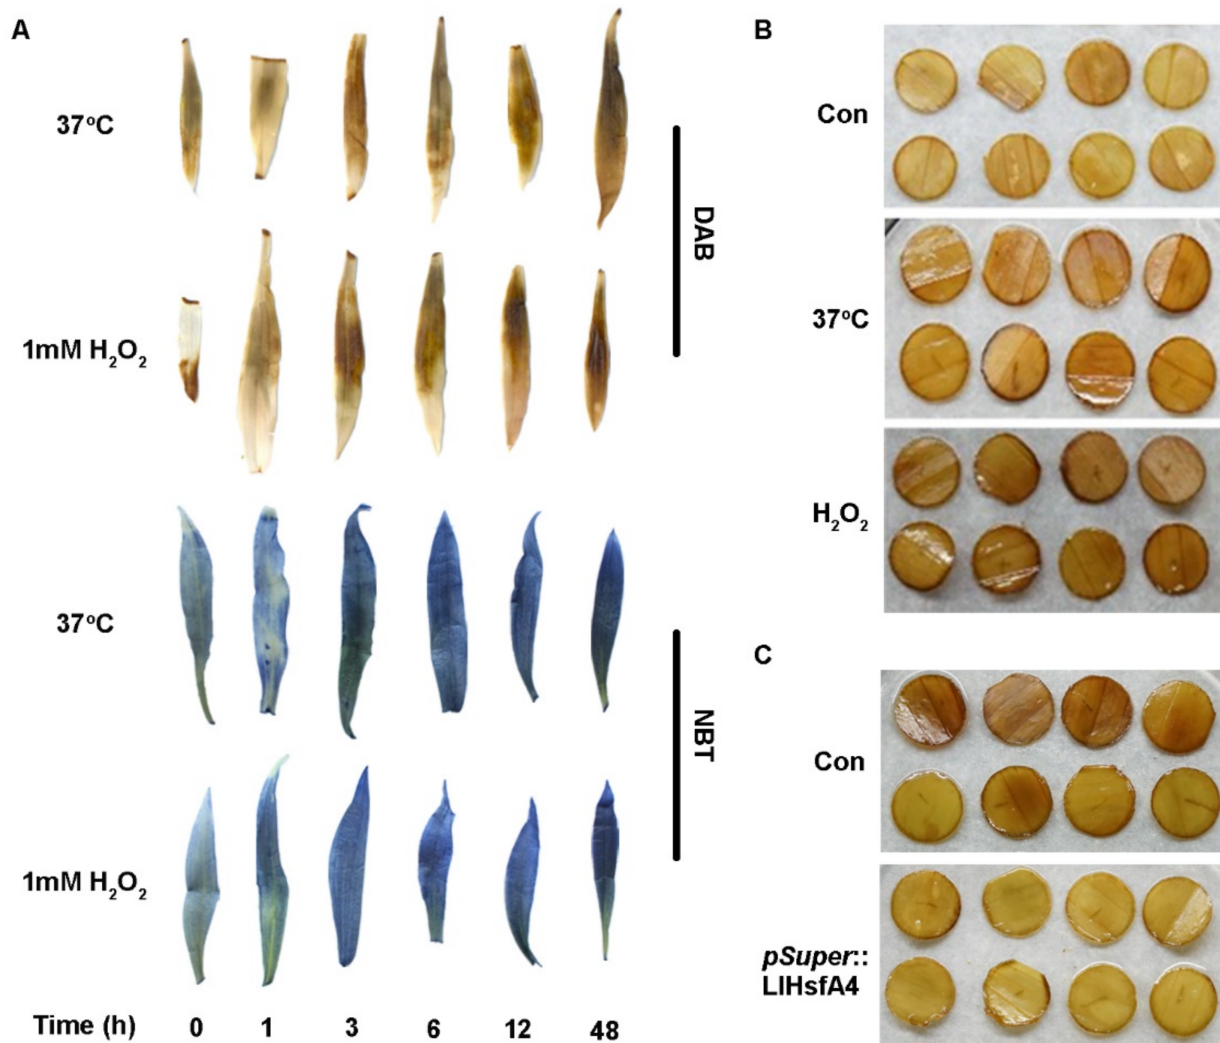 A
37°C
1mM H₂O₂
DAB
37°C
1mM H₂O₂
NBT
Time (h) 0 1 3 6 12 48
B
Con
37°C
H₂O₂
C
Con
pSuper::
LlHsfA4